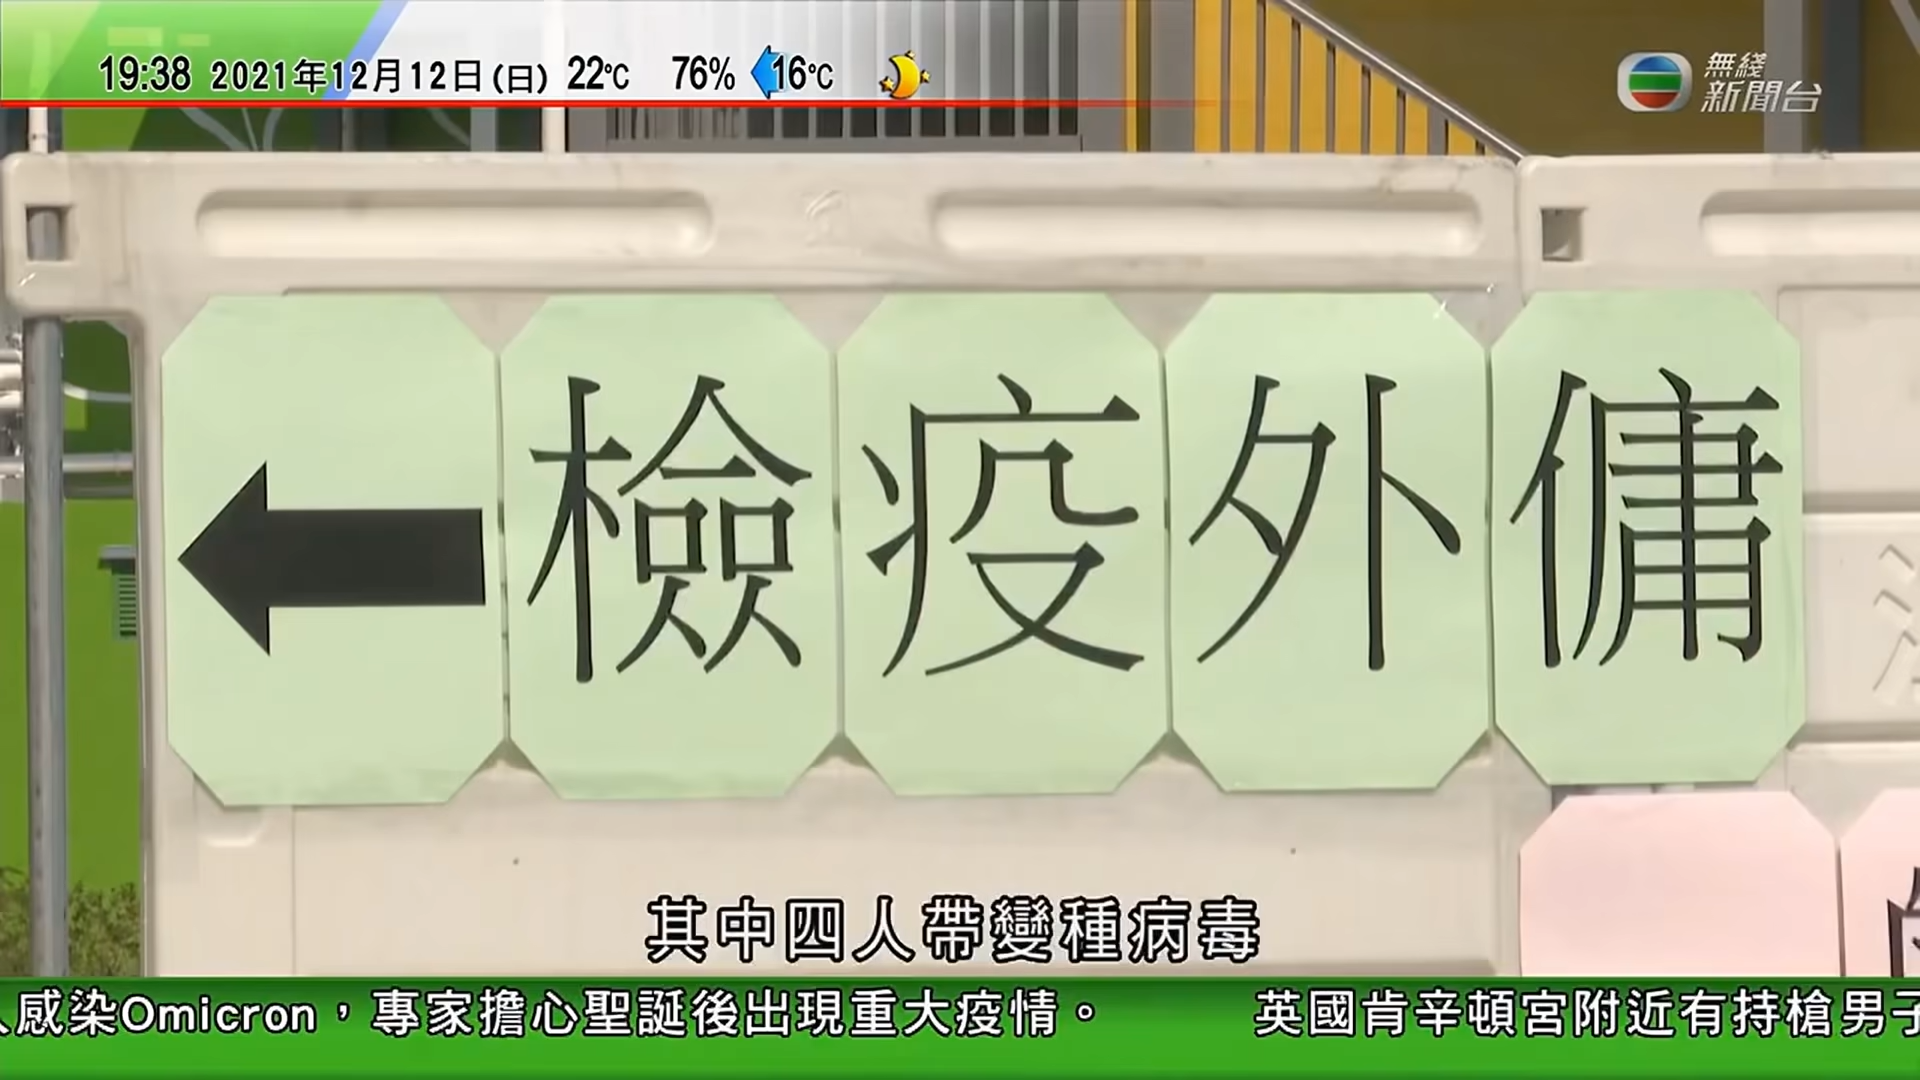 19:38 2021年12月12日(日) 22℃ 76% 16℃
無綫
新聞台
檢疫外傭
其中四人帶變種病毒
感染Omicron，專家擔心聖誕後出現重大疫情。 英國肯辛頓宮附近有持槍男子